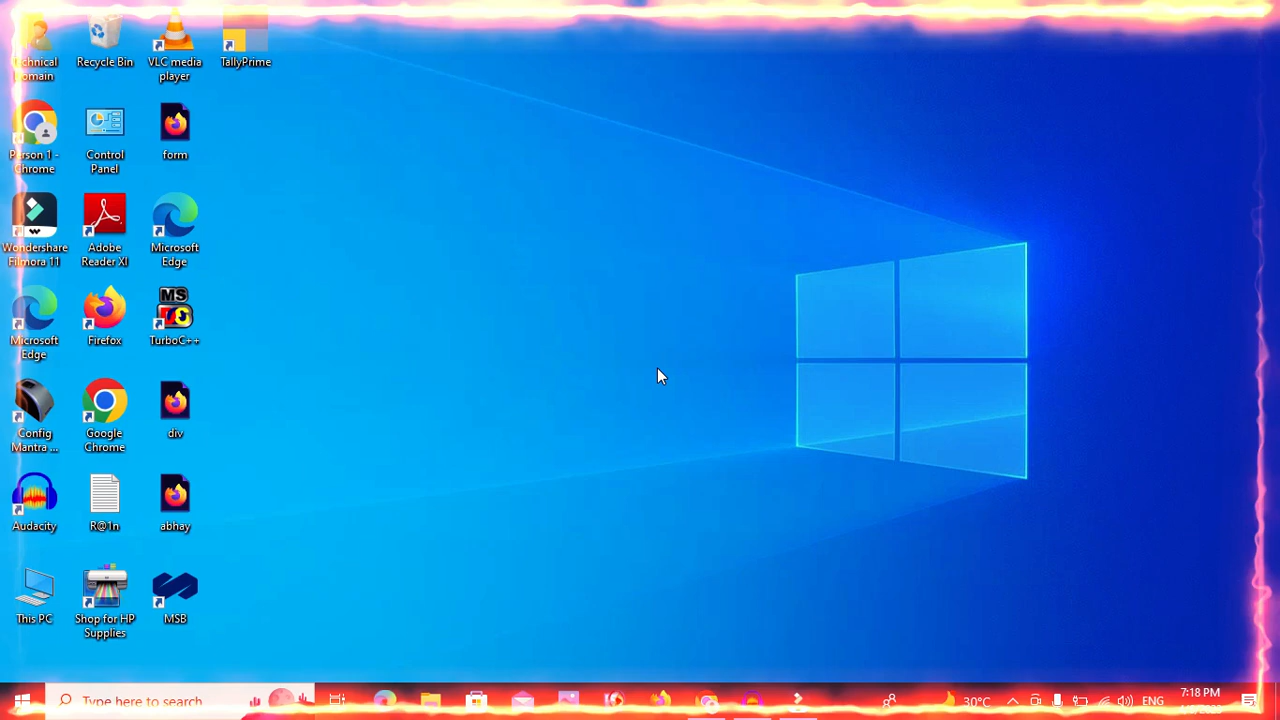 Technical
Domain
Recycle Bin
VLC media
player
TallyPrime
Person 1 -
Chrome
Control
Panel
form
Wondershare
Filmora 11
Adobe
Reader XI
Microsoft
Edge
Microsoft
Edge
Firefox
MS
TurboC++
Config
Mantra ...
Google
Chrome
div
Audacity
R@1n
abhay
This PC
Shop for HP
Supplies
MSB
Type here to search
30°C
ENG
7:18 PM